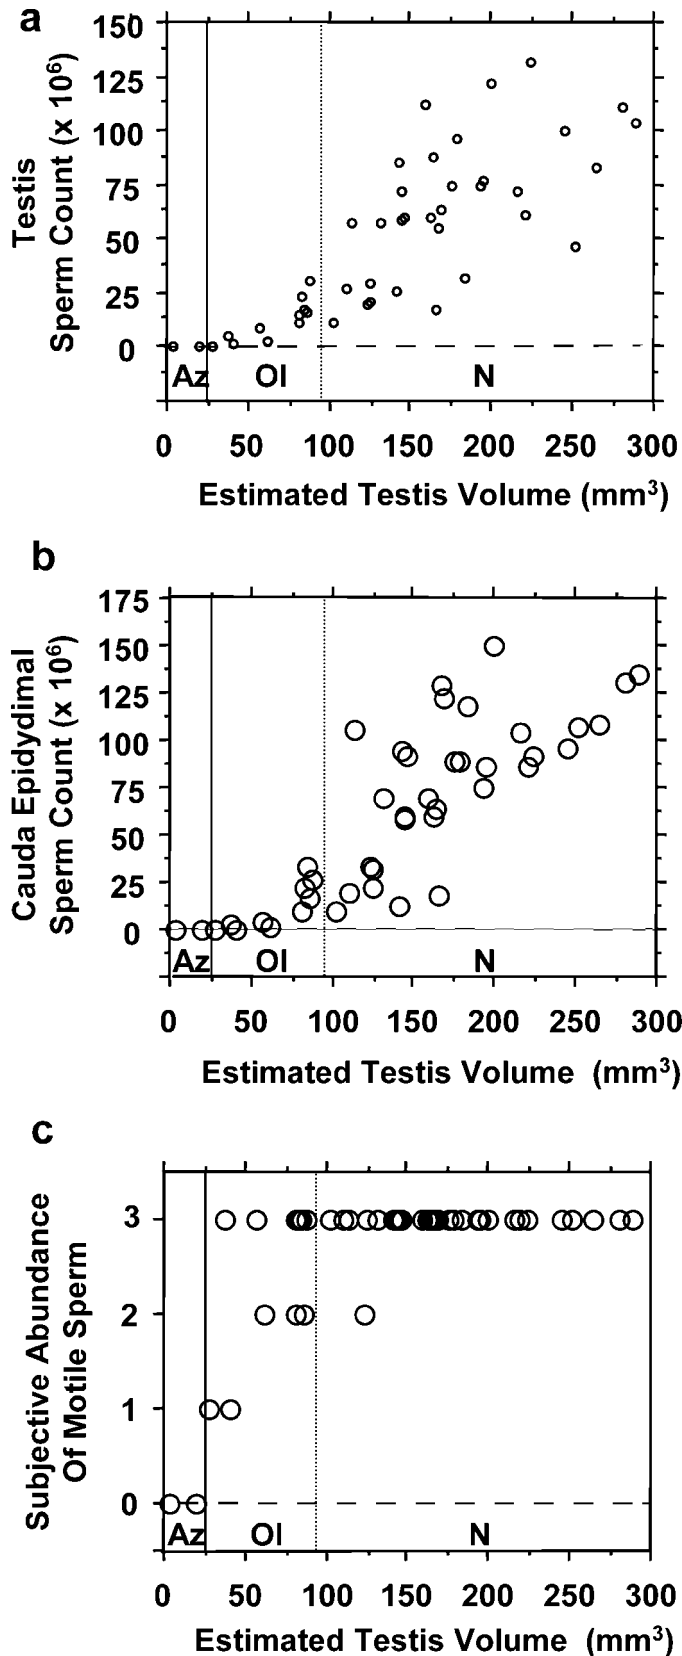 a
Testis
Sperm Count (x 10⁶)
150
125
100
75
50
25
0
Az Ol N
0 50 100 150 200 250 300
Estimated Testis Volume (mm³)
b
Cauda Epidydimal
Sperm Count (x 10⁶)
175
150
125
100
75
50
25
0
Az Ol N
0 50 100 150 200 250 300
Estimated Testis Volume (mm³)
c
Subjective Abundance
Of Motile Sperm
3
2
1
0
Az Ol N
0 50 100 150 200 250 300
Estimated Testis Volume (mm³)